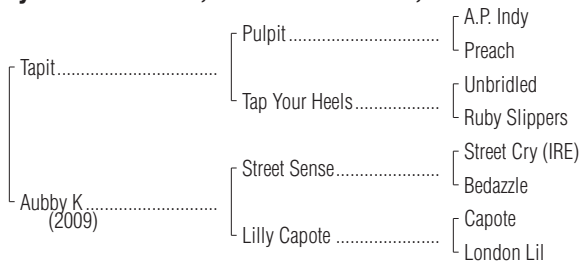 A.P. Indy
Pulpit
Preach
Tapit
Unbridled
Tap Your Heels
Ruby Slippers
Street Cry (IRE)
Street Sense
Bedazzle
Aubby K
(2009)
Capote
Lilly Capote
London Lil